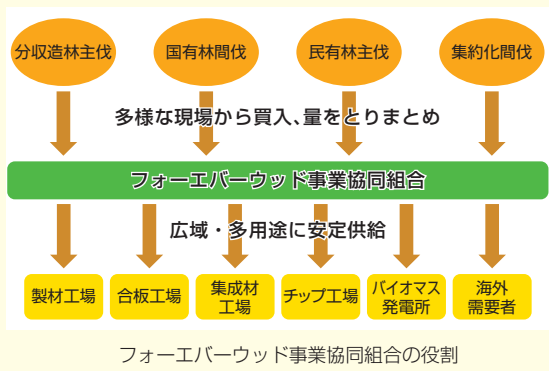 分収造林主伐
国有林間伐
民有林主伐
集約化間伐
多様な現場から買入、量をとりまとめ
フォーエバーウッド事業協同組合
広域・多用途に安定供給
製材工場
合板工場
集成材
工場
チップ工場
バイオマス
発電所
海外
需要者
フォーエバーウッド事業協同組合の役割